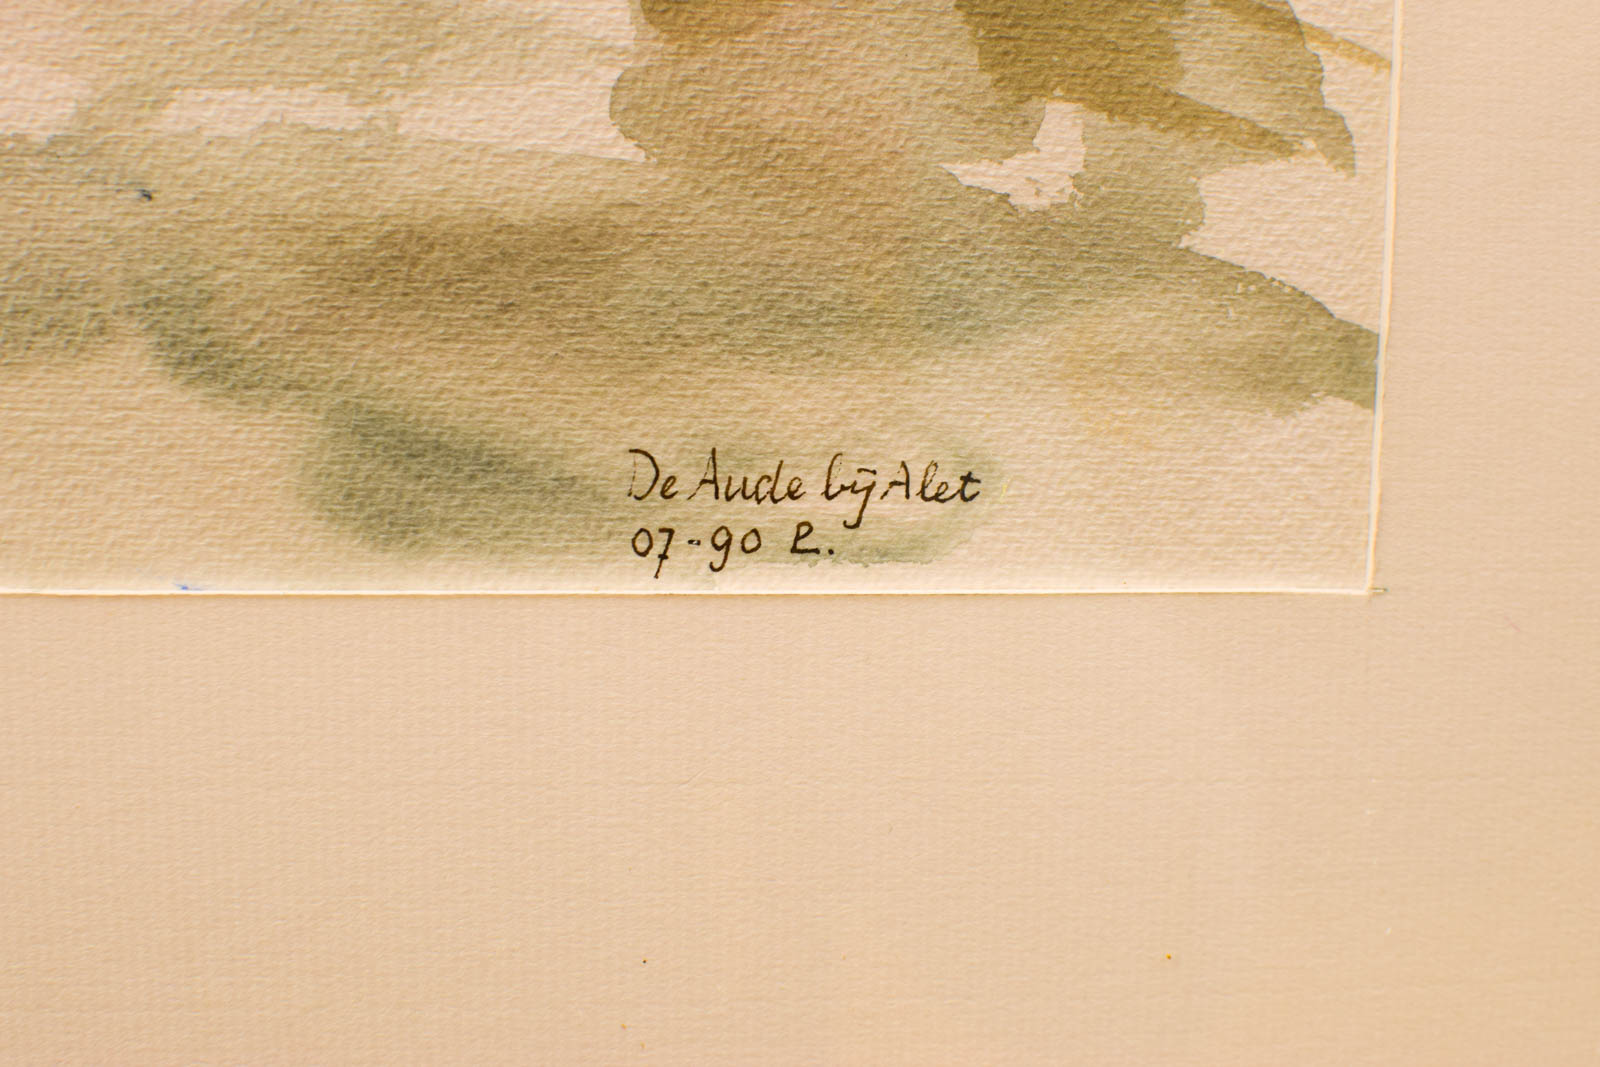 De Aude bij Alet
07-90 R.